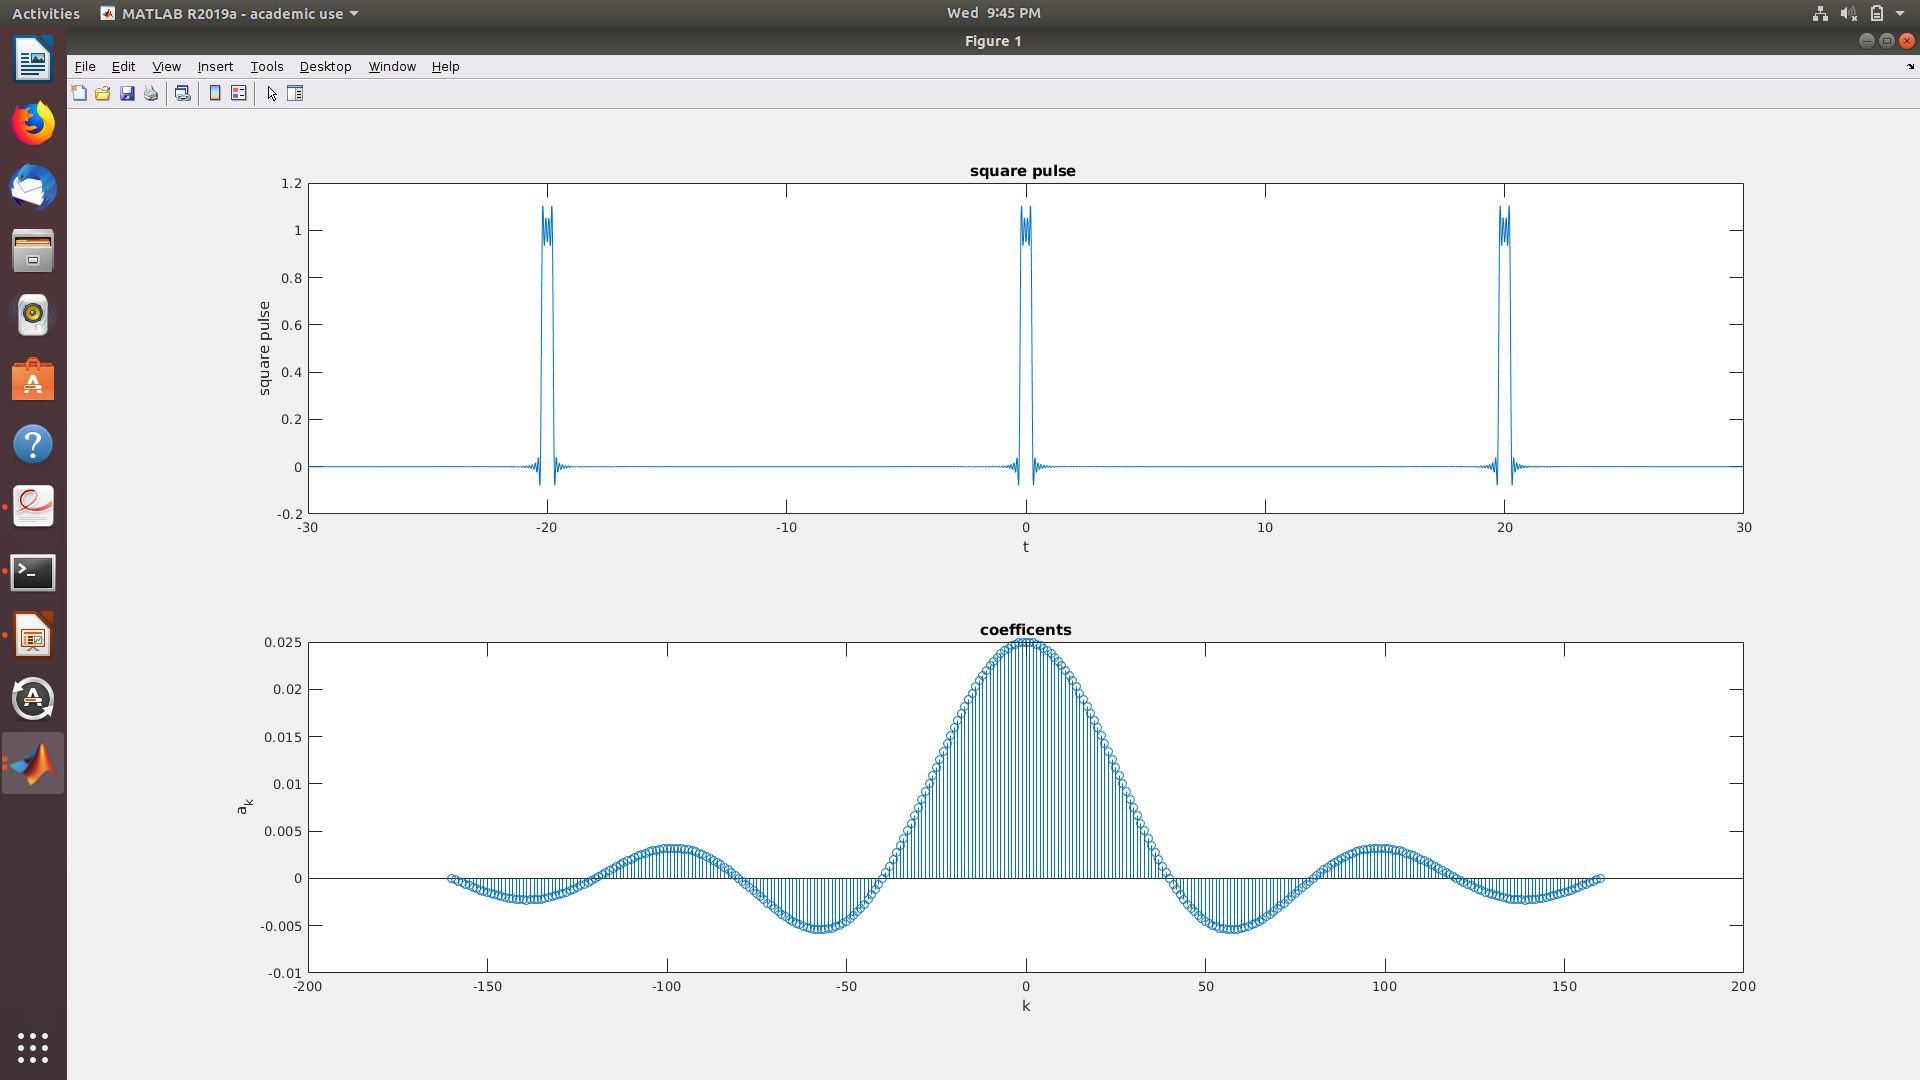 Activities MATLAB R2019a - academic use Wed 9:45 PM
Figure 1
File Edit View Insert Tools Desktop Window Help
square pulse
1.2
1
0.8
0.6
0.4
0.2
0
-0.2
square pulse
-30 -20 -10 0 10 20 30
t
coefficents
0.025
0.02
0.015
0.01
0.005
0
-0.005
-0.01
a_k
-200 -150 -100 -50 0 50 100 150 200
k